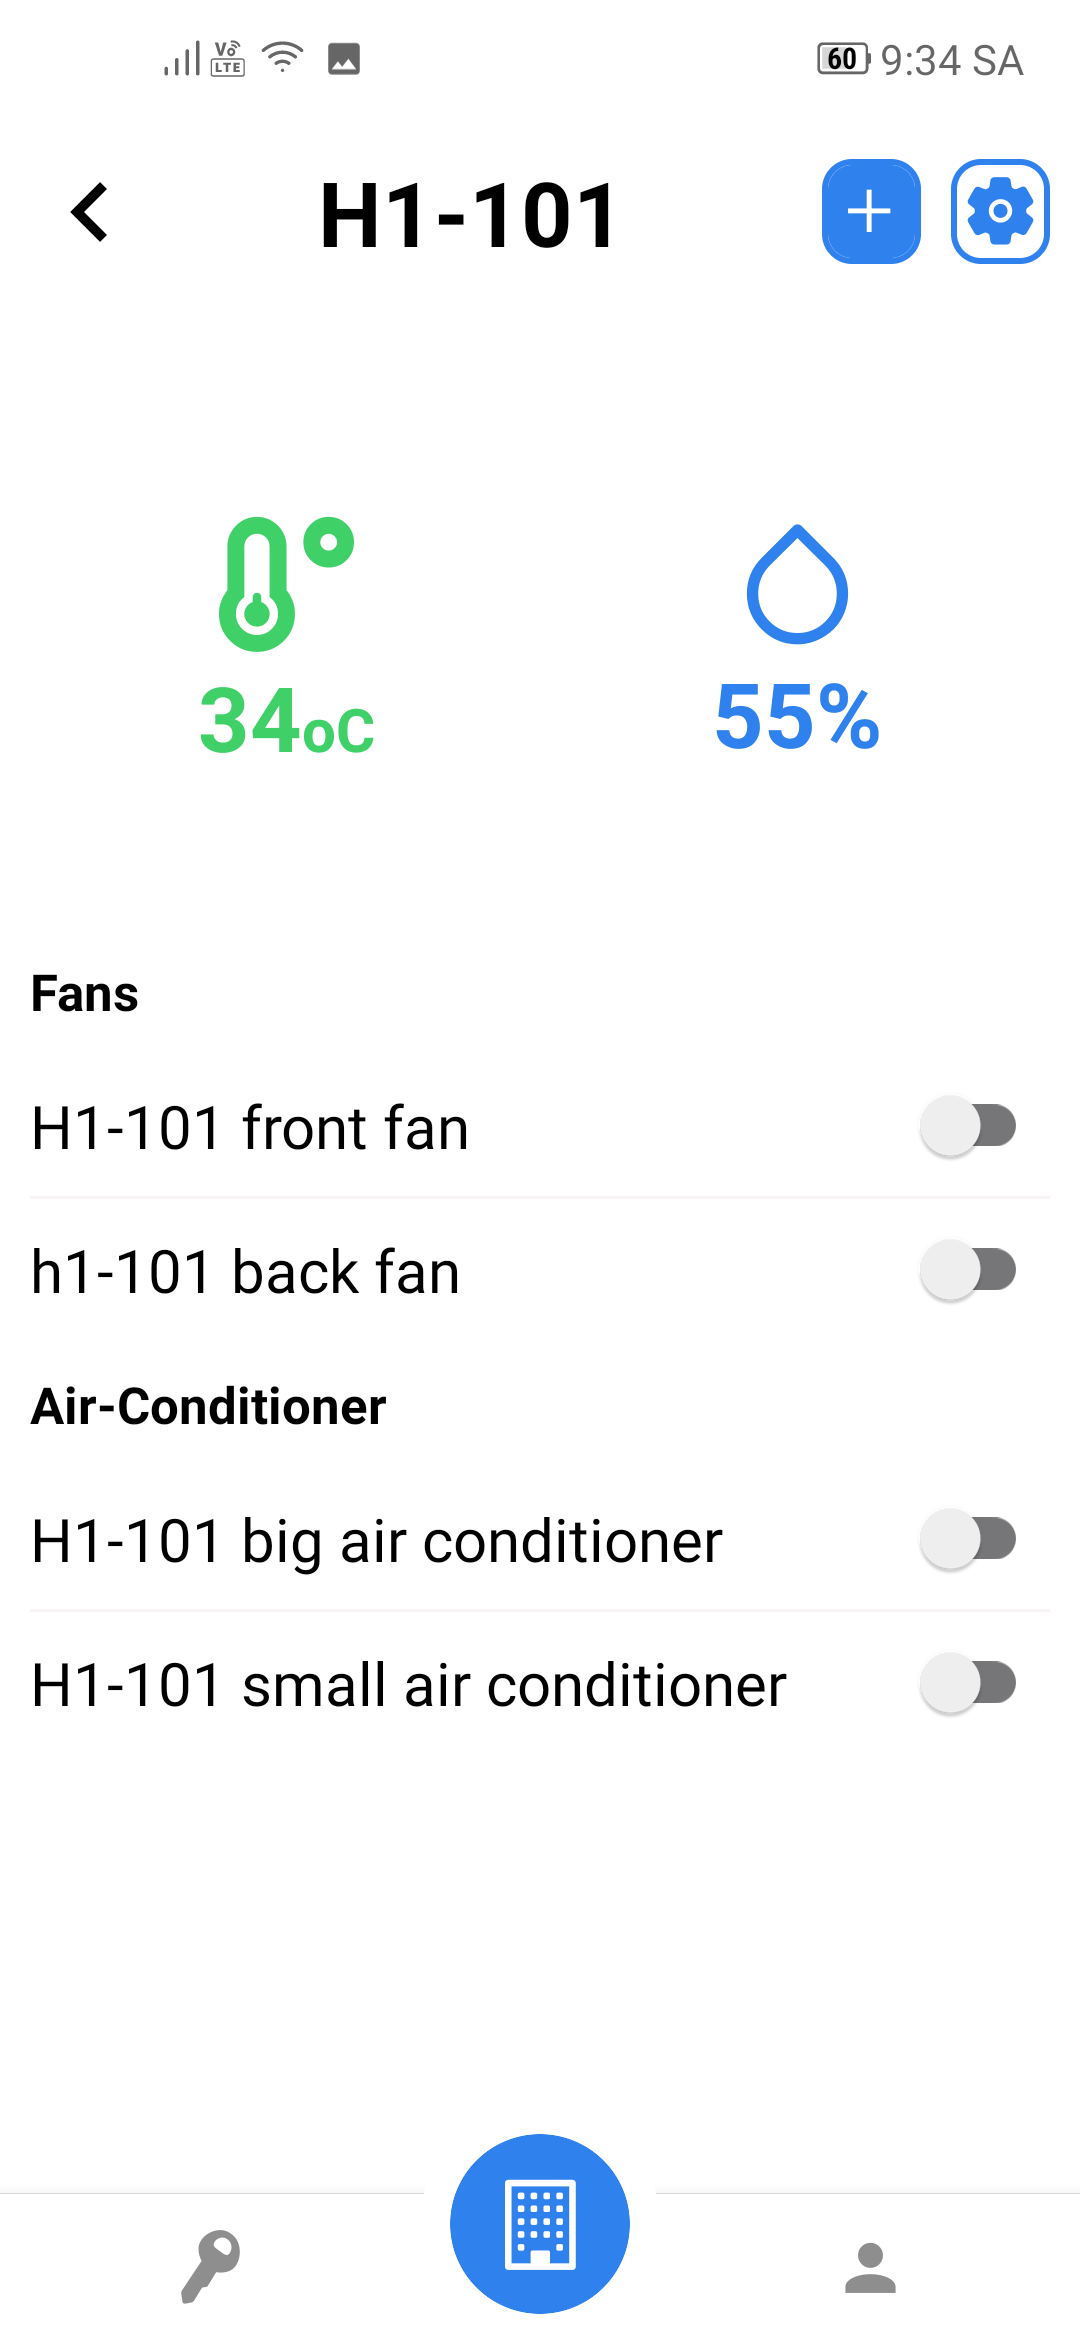 Vo LTE 60 9:34 SA
H1-101
34oC 55%
Fans
H1-101 front fan
h1-101 back fan
Air-Conditioner
H1-101 big air conditioner
H1-101 small air conditioner